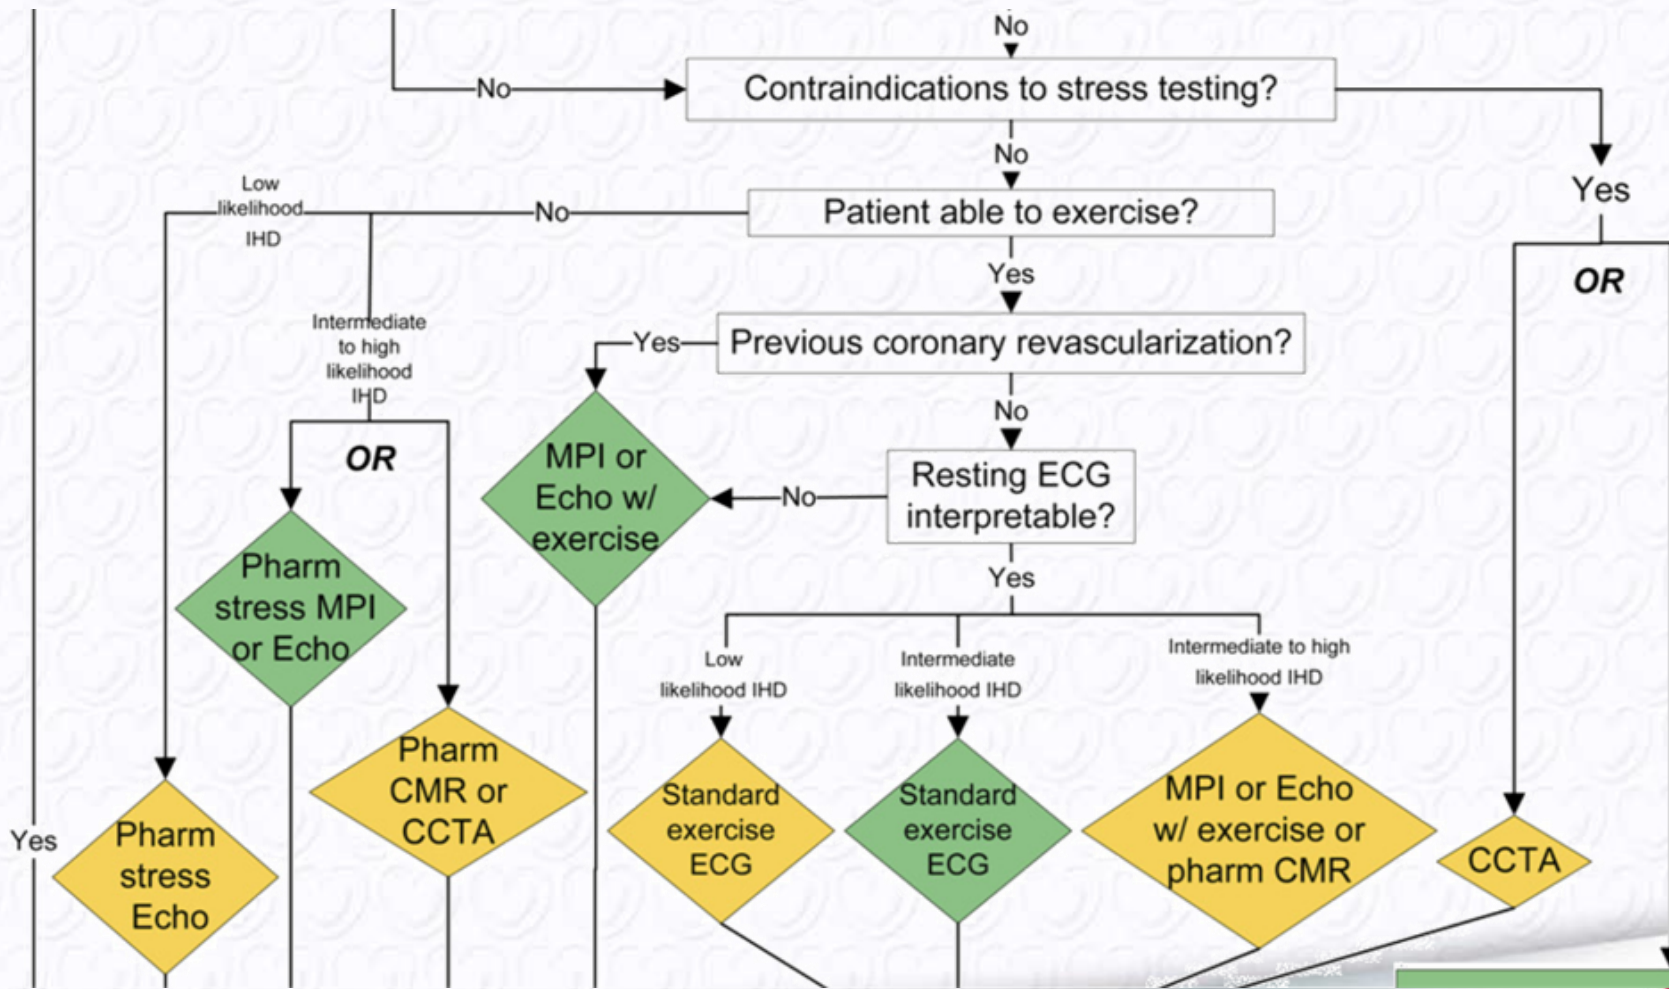 No
No
Contraindications to stress testing?
No
Yes
Low
likelihood
IHD
No
Patient able to exercise?
OR
Yes
Intermediate
to high
likelihood
IHD
Yes
Previous coronary revascularization?
No
OR
MPI or
Echo w/
exercise
No
Resting ECG
interpretable?
Yes
Pharm
stress MPI
or Echo
Low
likelihood IHD
Intermediate
likelihood IHD
Intermediate to high
likelihood IHD
Pharm
CMR or
CCTA
Standard
exercise
ECG
Standard
exercise
ECG
MPI or Echo
w/ exercise or
pharm CMR
CCTA
Yes
Pharm
stress
Echo